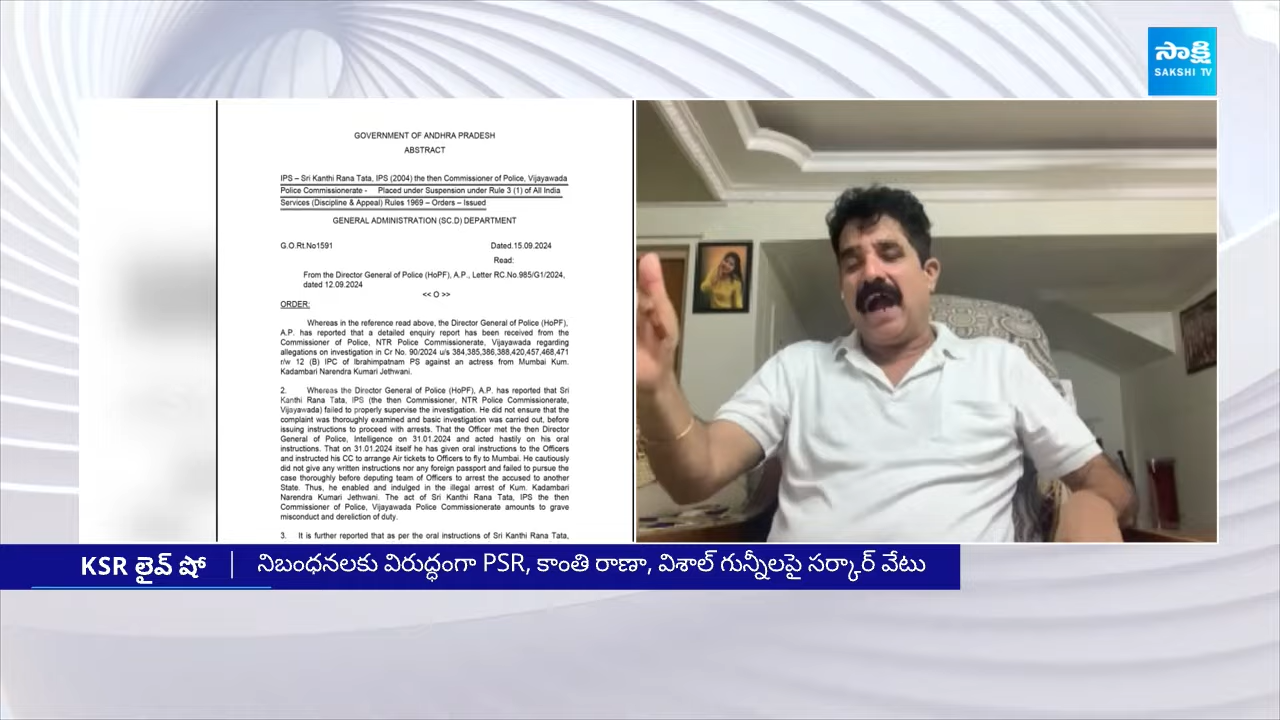 సాక్షి
SAKSHI TV
GOVERNMENT OF ANDHRA PRADESH
ABSTRACT
IPS – Sri Kanthi Rana Tata, IPS (2004) the then Commissioner of Police, Vijayawada
Police Commissionerate - Placed under Suspension under Rule 3 (1) of All India
Services (Discipline & Appeal) Rules 1969 – Orders – Issued
GENERAL ADMINISTRATION (SC.D) DEPARTMENT
G.O.Rt.No1591 Dated.15.09.2024
Read:
From the Director General of Police (HoPF), A.P., Letter RC.No.985/G1/2024,
dated 12.09.2024
<< O >>
ORDER:
Whereas in the reference read above, the Director General of Police (HoPF),
A.P. has reported that a detailed enquiry report has been received from the
Commissioner of Police, NTR Police Commissionerate, Vijayawada regarding
allegations on investigation in Cr No. 90/2024 u/s 384,385,386,388,420,457,468,471
r/w 12 (B) IPC of Ibrahimpatnam PS against an actress from Mumbai Kum.
Kadambari Narendra Kumari Jethwani.
2. Whereas the Director General of Police (HoPF), A.P. has reported that Sri
Kanthi Rana Tata, IPS (the then Commissioner, NTR Police Commissionerate,
Vijayawada) failed to properly supervise the investigation. He did not ensure that the
complaint was thoroughly examined and basic investigation was carried out, before
issuing instructions to proceed with arrests. That the Officer met the then Director
General of Police, Intelligence on 31.01.2024 and acted hastily on his oral
instructions. That on 31.01.2024 itself he has given oral instructions to the Officers
and instructed his CC to arrange Air tickets to Officers to fly to Mumbai. He cautiously
did not give any written instructions nor any foreign passport and failed to pursue the
case thoroughly before deputing team of Officers to arrest the accused to another
State. Thus, he enabled and indulged in the illegal arrest of Kum. Kadambari
Narendra Kumari Jethwani. The act of Sri Kanthi Rana Tata, IPS the then
Commissioner of Police, Vijayawada Police Commissionerate amounts to grave
misconduct and dereliction of duty.
3. It is further reported that as per the oral instructions of Sri Kanthi Rana Tata,
KSR లైవ్ షో | నిబంధనలకు విరుద్ధంగా PSR, కాంతి రాణా, విశాల్ గున్నీలపై సర్కార్ వేటు